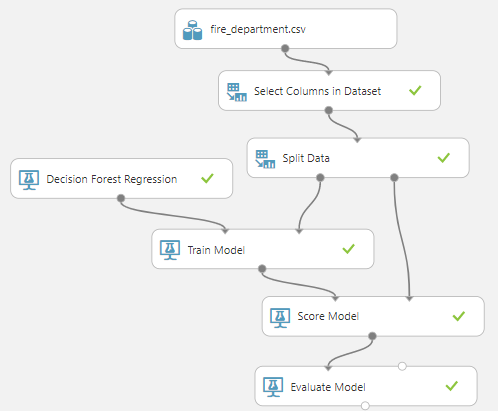 fire_department.csv
Select Columns in Dataset
Split Data
Decision Forest Regression
Train Model
Score Model
Evaluate Model